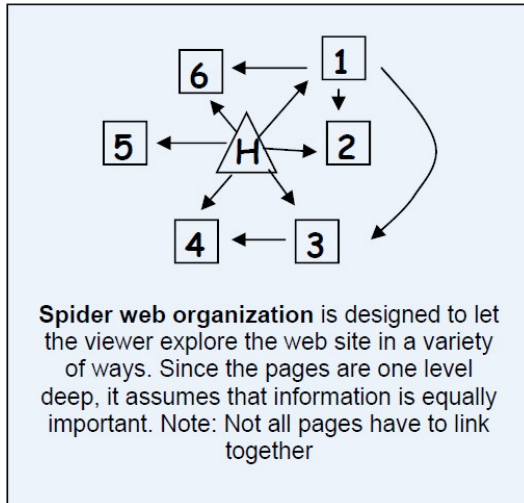 6 1
5 H 2
4 3
Spider web organization is designed to let
the viewer explore the web site in a variety
of ways. Since the pages are one level
deep, it assumes that information is equally
important. Note: Not all pages have to link
together